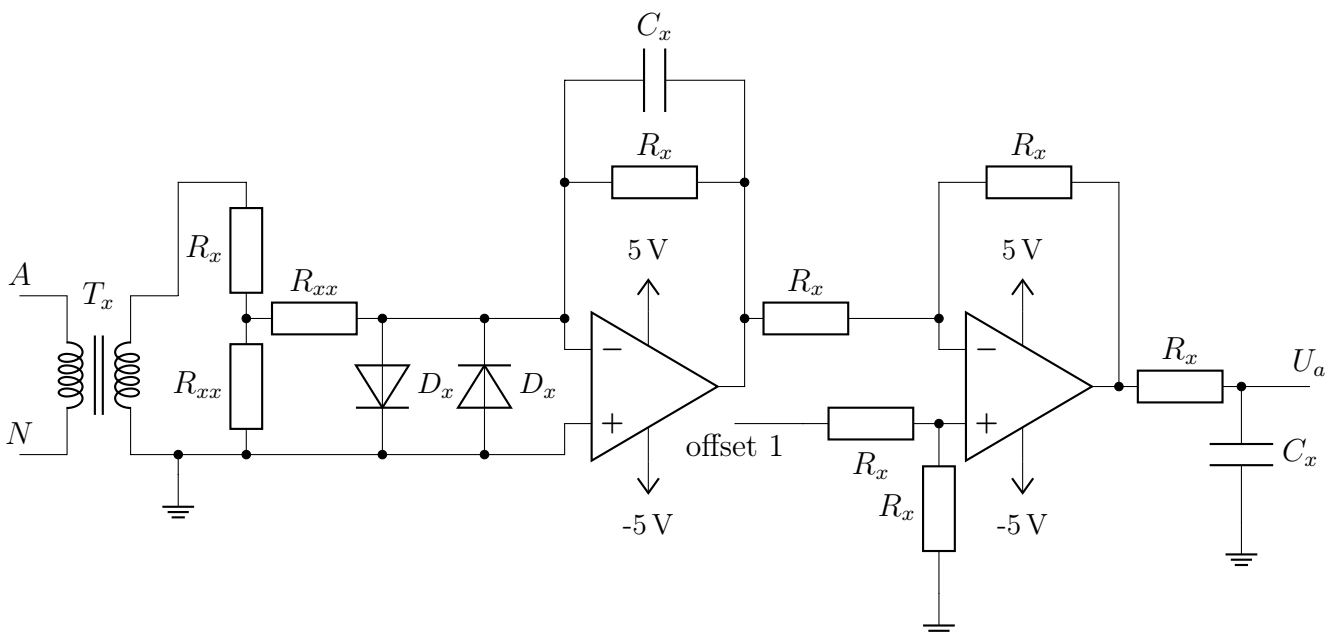 C_x
R_x
R_x
5 V
5 V
R_x
R_xx
R_x
A
T_x
−
−
R_x
U_a
R_xx
D_x
D_x
N
+
+
offset 1
R_x
C_x
R_x
-5 V
-5 V